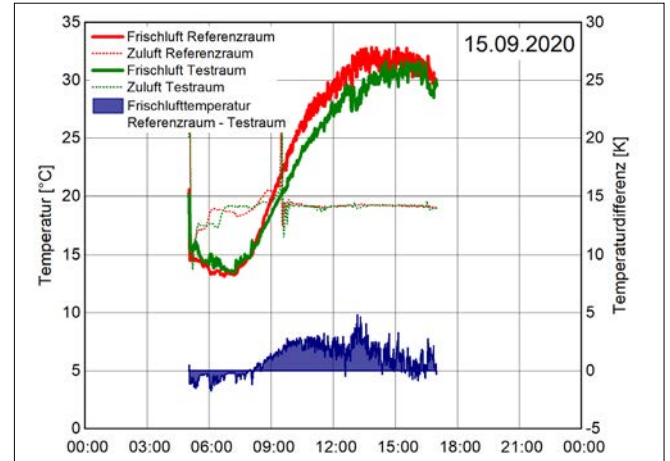 Frischluft Referenzraum
Zuluft Referenzraum
Frischluft Testraum
Zuluft Testraum
Frischlufttemperatur
Referenzraum - Testraum
15.09.2020
Temperatur [°C]
35
30
25
20
15
10
5
0
Temperaturdifferenz [K]
30
25
20
15
10
5
0
-5
00:00 03:00 06:00 09:00 12:00 15:00 18:00 21:00 00:00